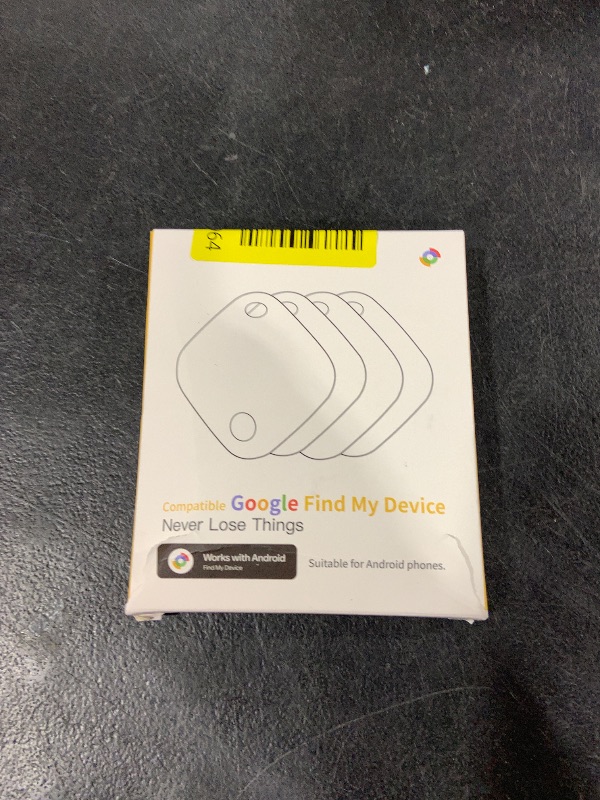 64
Compatible Google Find My Device
Never Lose Things
Works with Android
Find My Device
Suitable for Android phones.